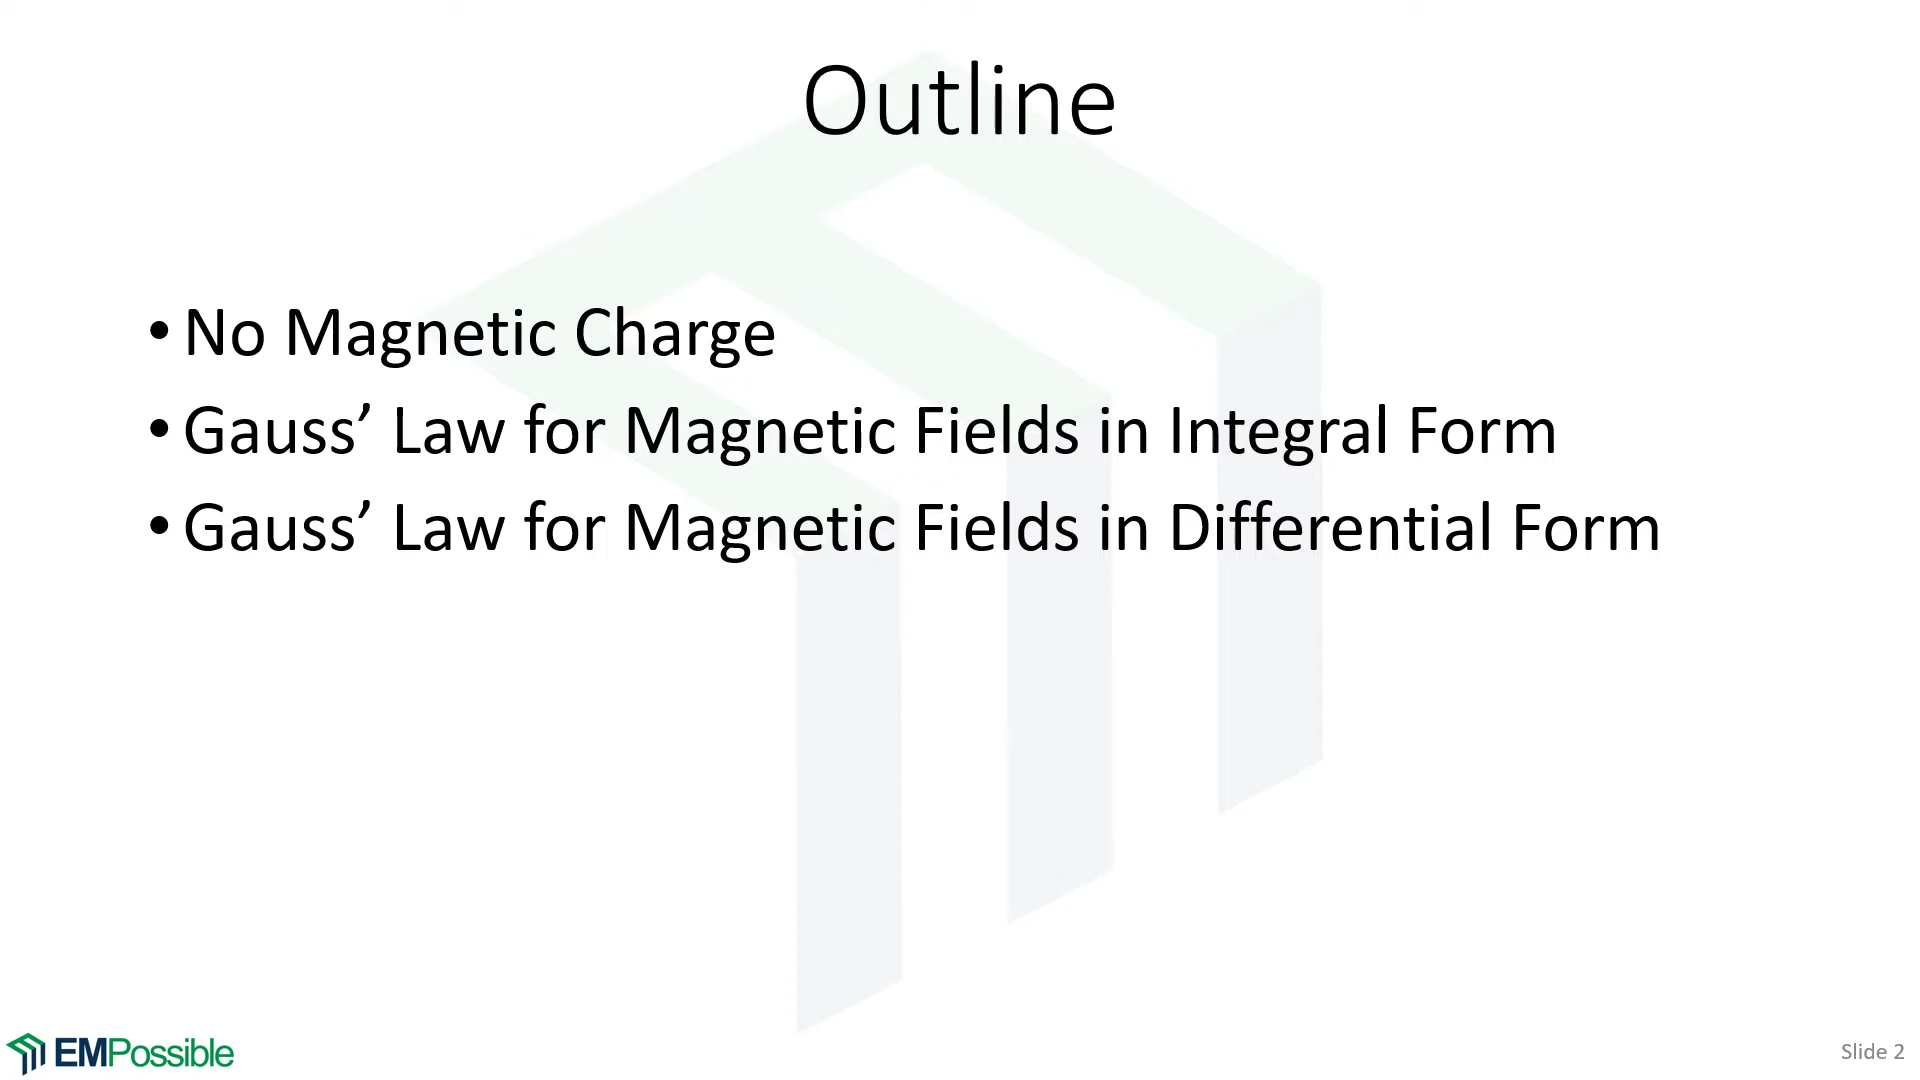 Outline
• No Magnetic Charge
• Gauss’ Law for Magnetic Fields in Integral Form
• Gauss’ Law for Magnetic Fields in Differential Form
EMPossible
Slide 2